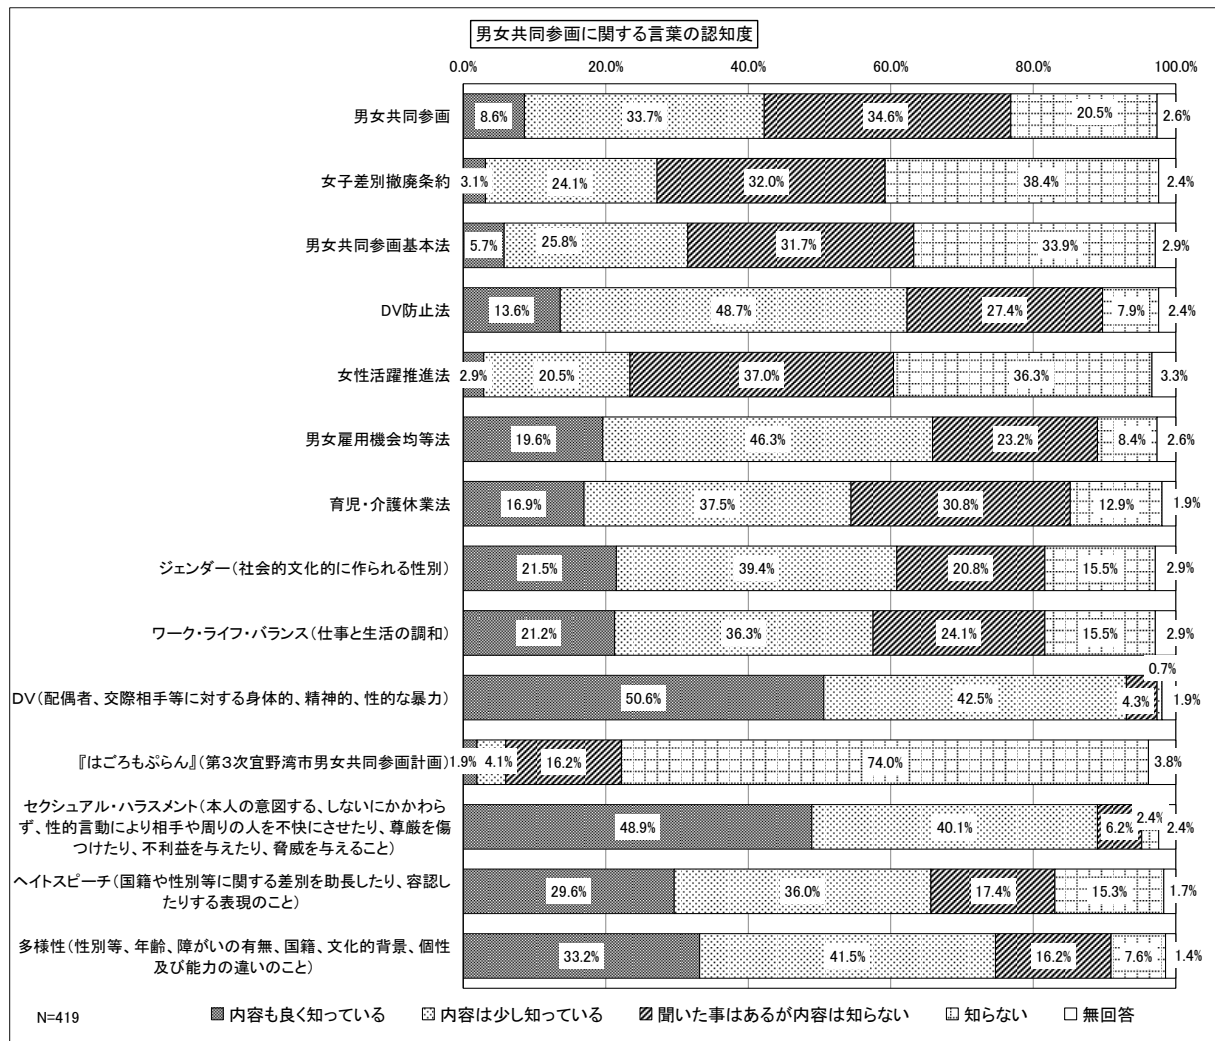 男女共同参画に関する言葉の認知度
0.0% 20.0% 40.0% 60.0% 80.0% 100.0%
男女共同参画 8.6% 33.7% 34.6% 20.5% 2.6%
女子差別撤廃条約 3.1% 24.1% 32.0% 38.4% 2.4%
男女共同参画基本法 5.7% 25.8% 31.7% 33.9% 2.9%
DV防止法 13.6% 48.7% 27.4% 7.9% 2.4%
女性活躍推進法 2.9% 20.5% 37.0% 36.3% 3.3%
男女雇用機会均等法 19.6% 46.3% 23.2% 8.4% 2.6%
育児・介護休業法 16.9% 37.5% 30.8% 12.9% 1.9%
ジェンダー（社会的文化的に作られる性別） 21.5% 39.4% 20.8% 15.5% 2.9%
ワーク・ライフ・バランス（仕事と生活の調和） 21.2% 36.3% 24.1% 15.5% 2.9%
DV（配偶者、交際相手等に対する身体的、精神的、性的な暴力） 50.6% 42.5% 4.3% 0.7% 1.9%
『はごろもぷらん』（第3次宜野湾市男女共同参画計画） 1.9% 4.1% 16.2% 74.0% 3.8%
セクシュアル・ハラスメント（本人の意図する、しないにかかわら
ず、性的言動により相手や周りの人を不快にさせたり、尊厳を傷
つけたり、不利益を与えたり、脅威を与えること）
48.9% 40.1% 6.2% 2.4% 2.4%
ヘイトスピーチ（国籍や性別等に関する差別を助長したり、容認し
たりする表現のこと）
29.6% 36.0% 17.4% 15.3% 1.7%
多様性（性別等、年齢、障がいの有無、国籍、文化的背景、個性
及び能力の違いのこと）
33.2% 41.5% 16.2% 7.6% 1.4%
N=419 内容も良く知っている 内容は少し知っている 聞いた事はあるが内容は知らない 知らない 無回答